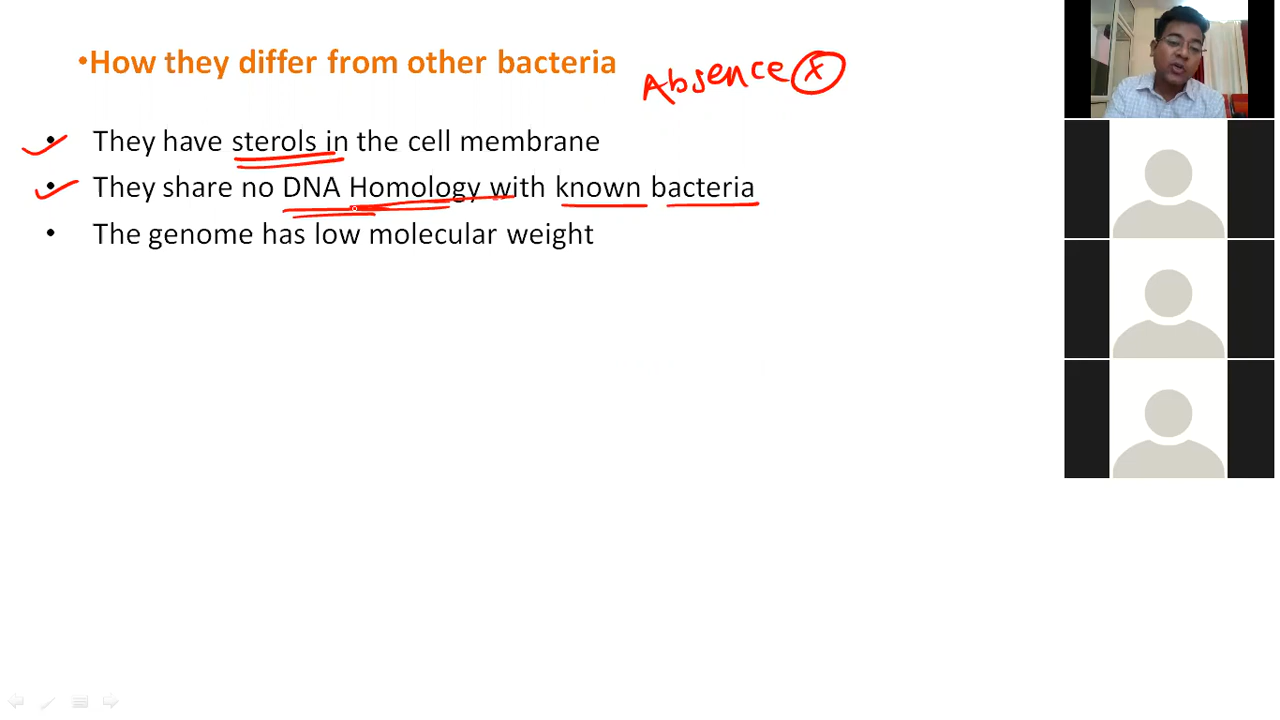 •How they differ from other bacteria
Absence x
• They have sterols in the cell membrane
• They share no DNA Homology with known bacteria
• The genome has low molecular weight